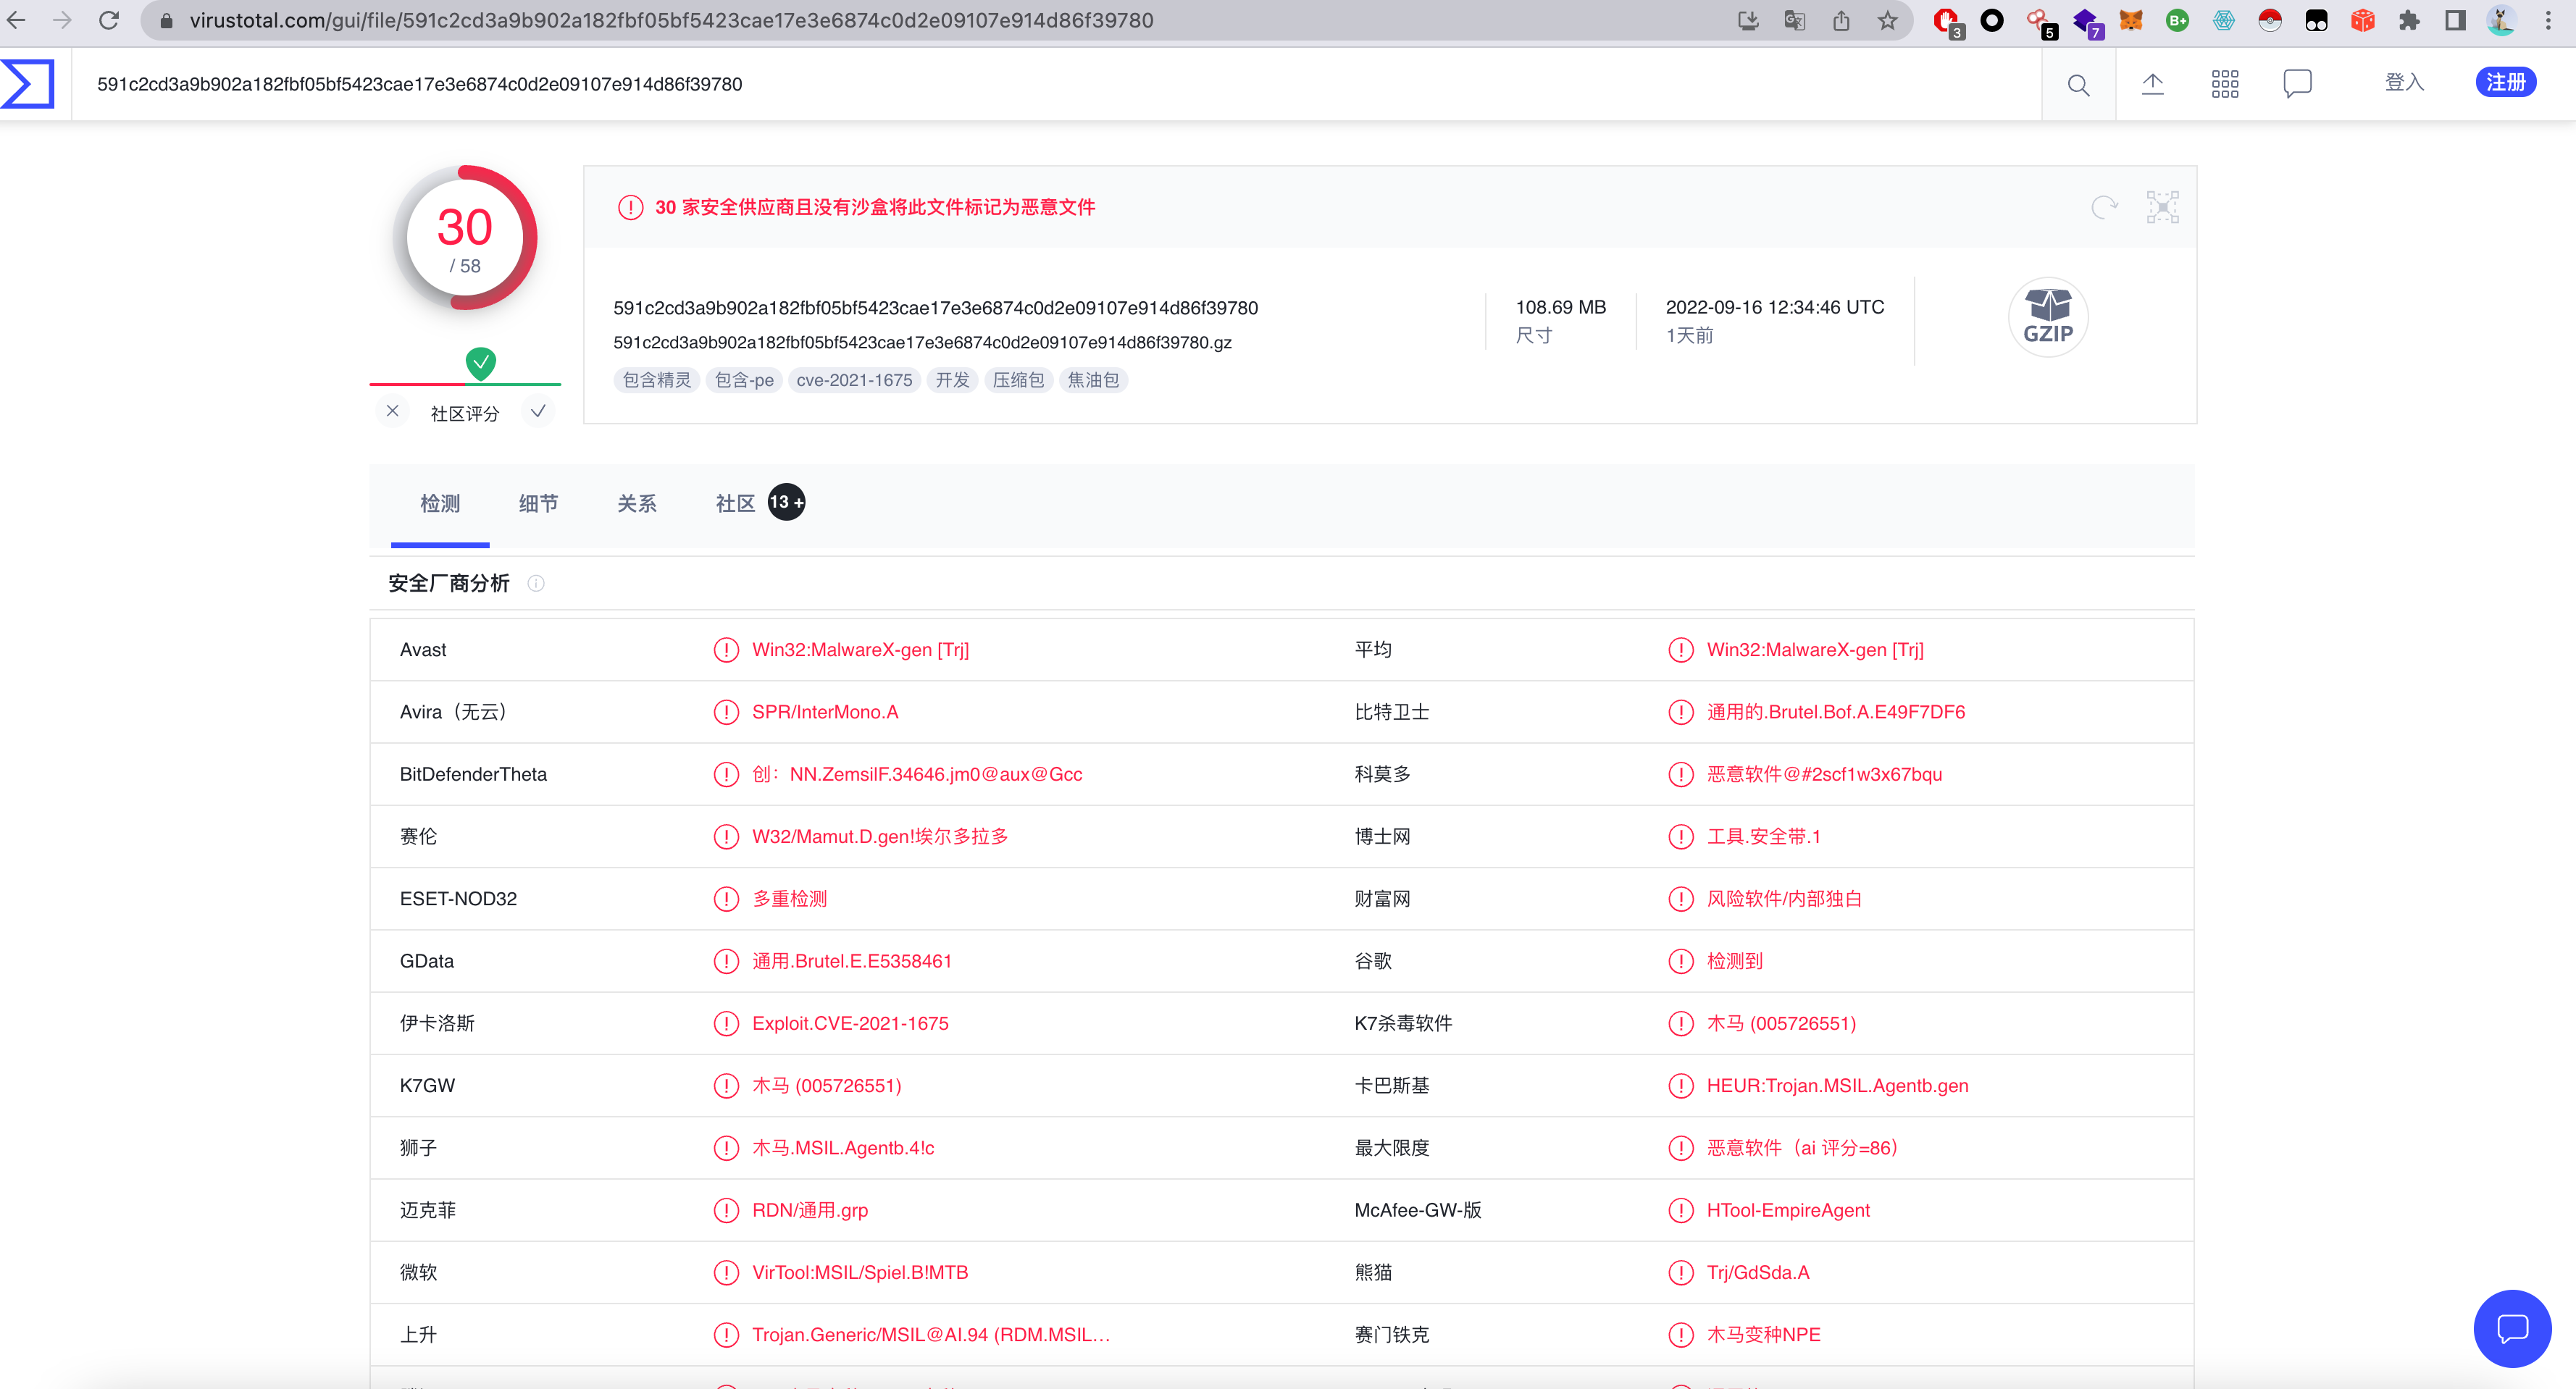 virustotal.com/gui/file/591c2cd3a9b902a182fbf05bf5423cae17e3e6874c0d2e09107e914d86f39780
3
5
7
B+
591c2cd3a9b902a182fbf05bf5423cae17e3e6874c0d2e09107e914d86f39780
登入
注册
30
/ 58
社区评分
30 家安全供应商且没有沙盒将此文件标记为恶意文件
591c2cd3a9b902a182fbf05bf5423cae17e3e6874c0d2e09107e914d86f39780
591c2cd3a9b902a182fbf05bf5423cae17e3e6874c0d2e09107e914d86f39780.gz
包含精灵 包含-pe cve-2021-1675 开发 压缩包 焦油包
108.69 MB
尺寸
2022-09-16 12:34:46 UTC
1天前
GZIP
检测 细节 关系 社区 13 +
安全厂商分析
Avast Win32:MalwareX-gen [Trj] 平均 Win32:MalwareX-gen [Trj]
Avira（无云） SPR/InterMono.A 比特卫士 通用的.Brutel.Bof.A.E49F7DF6
BitDefenderTheta 创：NN.ZemsilF.34646.jm0@aux@Gcc 科莫多 恶意软件@#2scf1w3x67bqu
赛伦 W32/Mamut.D.gen!埃尔多拉多 博士网 工具.安全带.1
ESET-NOD32 多重检测 财富网 风险软件/内部独白
GData 通用.Brutel.E.E5358461 谷歌 检测到
伊卡洛斯 Exploit.CVE-2021-1675 K7杀毒软件 木马 (005726551)
K7GW 木马 (005726551) 卡巴斯基 HEUR:Trojan.MSIL.Agentb.gen
狮子 木马.MSIL.Agentb.4!c 最大限度 恶意软件（ai 评分=86）
迈克菲 RDN/通用.grp McAfee-GW-版 HTool-EmpireAgent
微软 VirTool:MSIL/Spiel.B!MTB 熊猫 Trj/GdSda.A
上升 Trojan.Generic/MSIL@AI.94 (RDM.MSIL… 赛门铁克 木马变种NPE